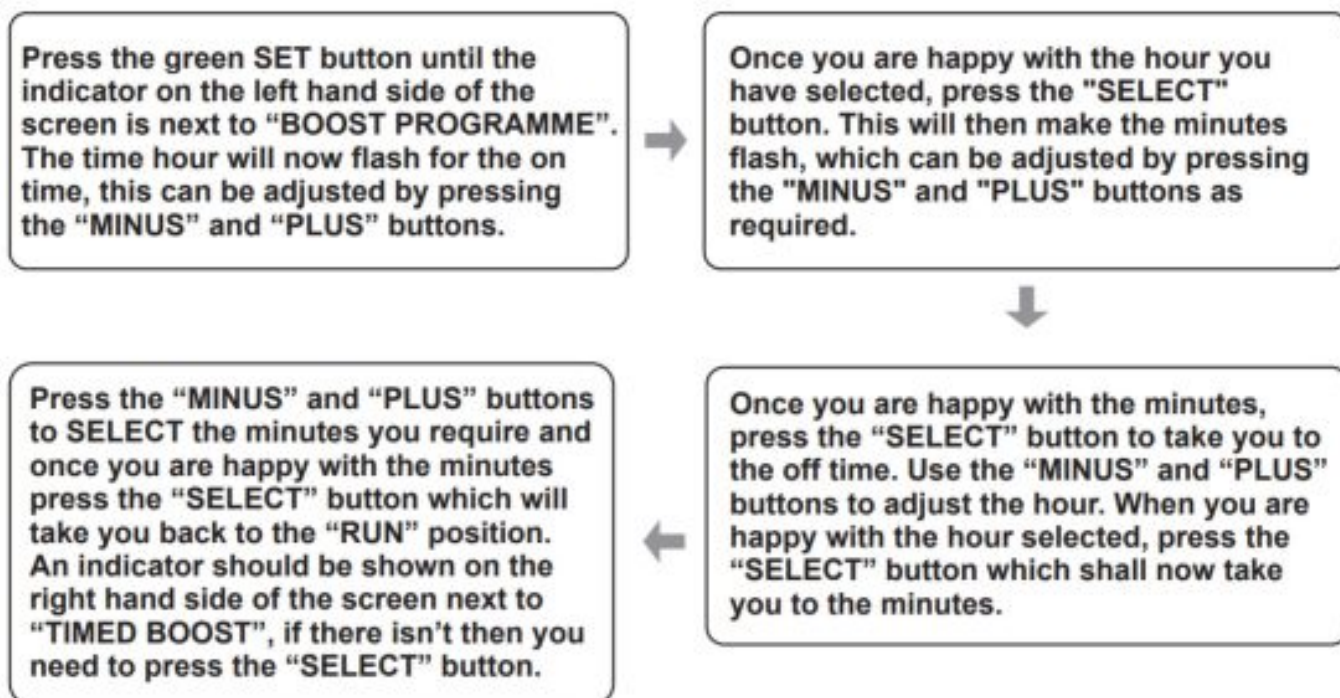 Press the green SET button until the
indicator on the left hand side of the
screen is next to “BOOST PROGRAMME”.
The time hour will now flash for the on
time, this can be adjusted by pressing
the “MINUS” and “PLUS” buttons.
Once you are happy with the hour you
have selected, press the "SELECT"
button. This will then make the minutes
flash, which can be adjusted by pressing
the "MINUS" and "PLUS" buttons as
required.
Once you are happy with the minutes,
press the “SELECT” button to take you to
the off time. Use the “MINUS” and “PLUS”
buttons to adjust the hour. When you are
happy with the hour selected, press the
“SELECT” button which shall now take
you to the minutes.
Press the “MINUS” and “PLUS” buttons
to SELECT the minutes you require and
once you are happy with the minutes
press the “SELECT” button which will
take you back to the “RUN” position.
An indicator should be shown on the
right hand side of the screen next to
“TIMED BOOST”, if there isn’t then you
need to press the “SELECT” button.